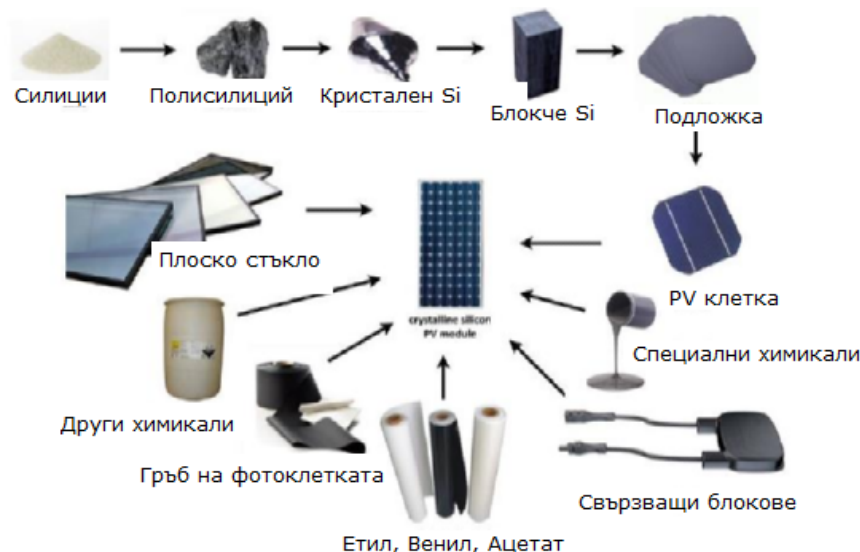 Силиции
Полисилиций
Кристален Si
Блокче Si
Подложка
Плоско стъкло
crystalline silicon
PV module
PV клетка
Специални химикали
Други химикали
Гръб на фотоклетката
Свързващи блокове
Етил, Венил, Ацетат